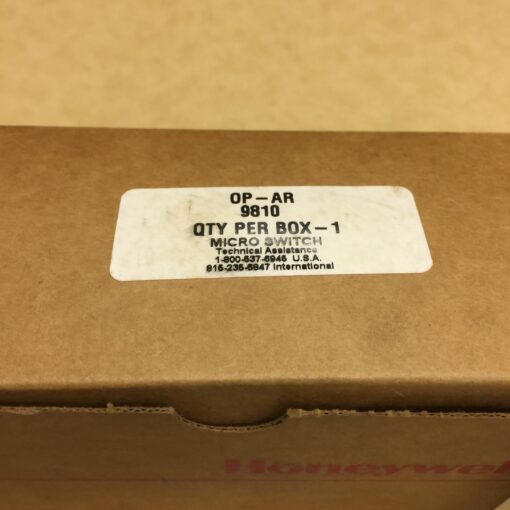 OP-AR
9810
QTY PER BOX-1
MICRO SWITCH
Technical Assistance
1-800-537-6945 U.S.A.
815-235-6847 International
Honeywel